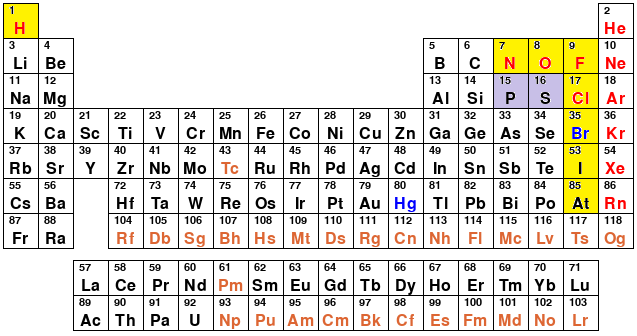 1 2
H He
3 4 5 6 7 8 9 10
Li Be B C N O F Ne
11 12 13 14 15 16 17 18
Na Mg Al Si P S Cl Ar
19 20 21 22 23 24 25 26 27 28 29 30 31 32 33 34 35 36
K Ca Sc Ti V Cr Mn Fe Co Ni Cu Zn Ga Ge As Se Br Kr
37 38 39 40 41 42 43 44 45 46 47 48 49 50 51 52 53 54
Rb Sr Y Zr Nb Mo Tc Ru Rh Pd Ag Cd In Sn Sb Te I Xe
55 56 72 73 74 75 76 77 78 79 80 81 82 83 84 85 86
Cs Ba Hf Ta W Re Os Ir Pt Au Hg Tl Pb Bi Po At Rn
87 88 104 105 106 107 108 109 110 111 112 113 114 115 116 117 118
Fr Ra Rf Db Sg Bh Hs Mt Ds Rg Cn Nh Fl Mc Lv Ts Og
57 58 59 60 61 62 63 64 65 66 67 68 69 70 71
La Ce Pr Nd Pm Sm Eu Gd Tb Dy Ho Er Tm Yb Lu
89 90 91 92 93 94 95 96 97 98 99 100 101 102 103
Ac Th Pa U Np Pu Am Cm Bk Cf Es Fm Md No Lr